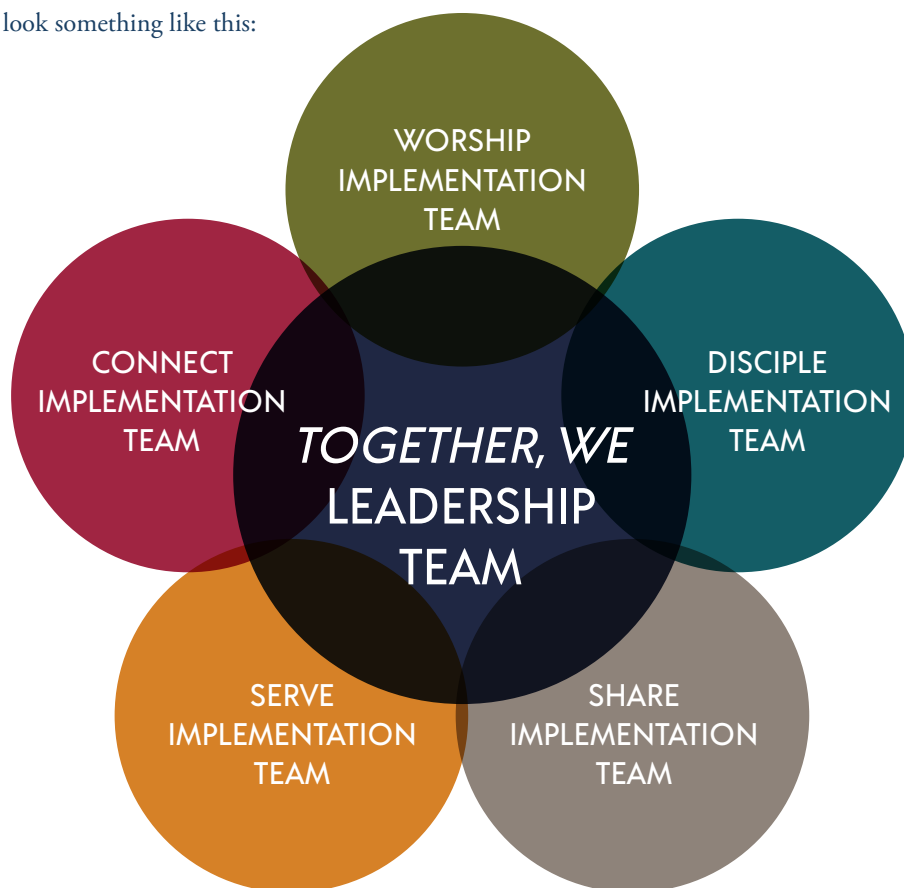 look something like this:
WORSHIP
IMPLEMENTATION
TEAM
CONNECT
IMPLEMENTATION
TEAM
DISCIPLE
IMPLEMENTATION
TEAM
TOGETHER, WE
LEADERSHIP
TEAM
SERVE
IMPLEMENTATION
TEAM
SHARE
IMPLEMENTATION
TEAM